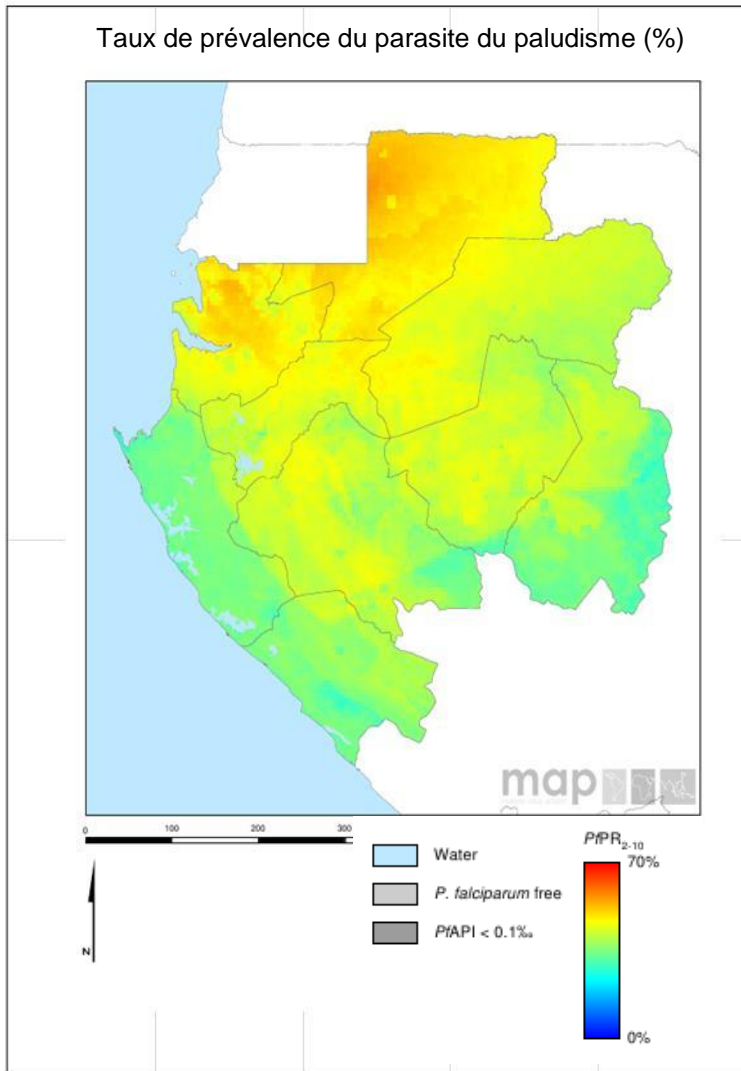 Taux de prévalence du parasite du paludisme (%)
map
0 100 200 300
Water
P. falciparum free
PfAPI < 0.1‰
N
PfPR2-10
70%
0%